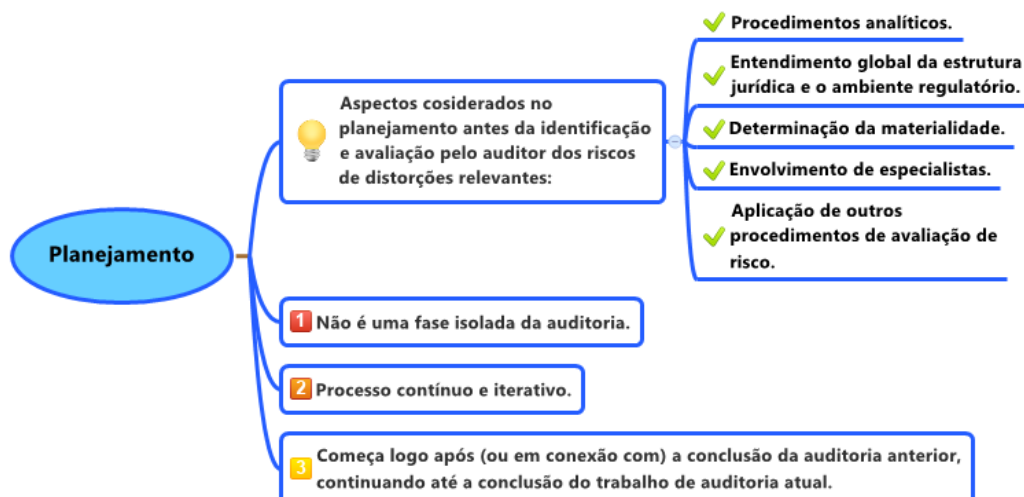 Planejamento
Aspectos cosiderados no
planejamento antes da identificação
e avaliação pelo auditor dos riscos
de distorções relevantes:
Procedimentos analíticos.
Entendimento global da estrutura
jurídica e o ambiente regulatório.
Determinação da materialidade.
Envolvimento de especialistas.
Aplicação de outros
procedimentos de avaliação de
risco.
1 Não é uma fase isolada da auditoria.
2 Processo contínuo e iterativo.
3 Começa logo após (ou em conexão com) a conclusão da auditoria anterior,
continuando até a conclusão do trabalho de auditoria atual.